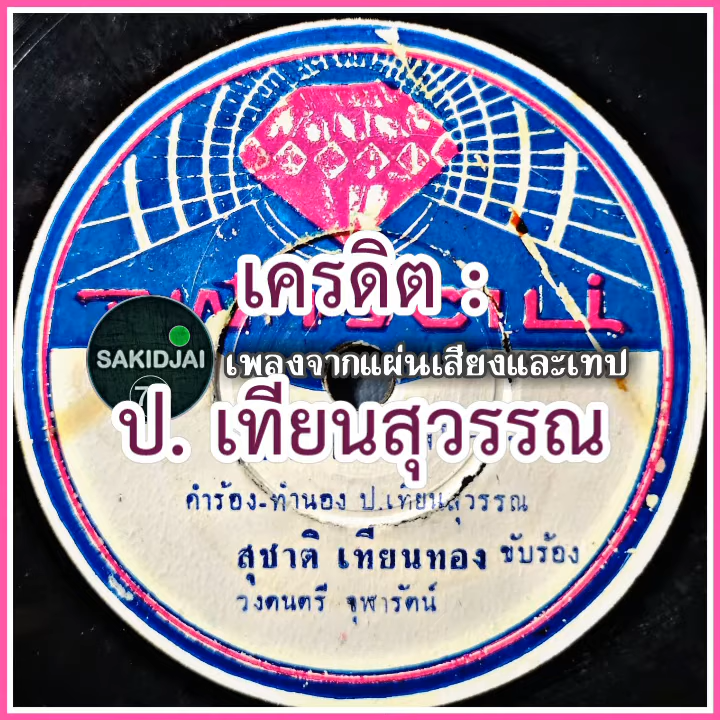 เครดิต :
SAKIDJAI
7
เพลงจากแผ่นเสียงและเทป
ป. เทียนสุวรรณ
คำร้อง-ทำนอง ป.เทียนสุวรรณ
สุชาติ เทียนทอง ขับร้อง
วงดนตรี จุฬารัตน์